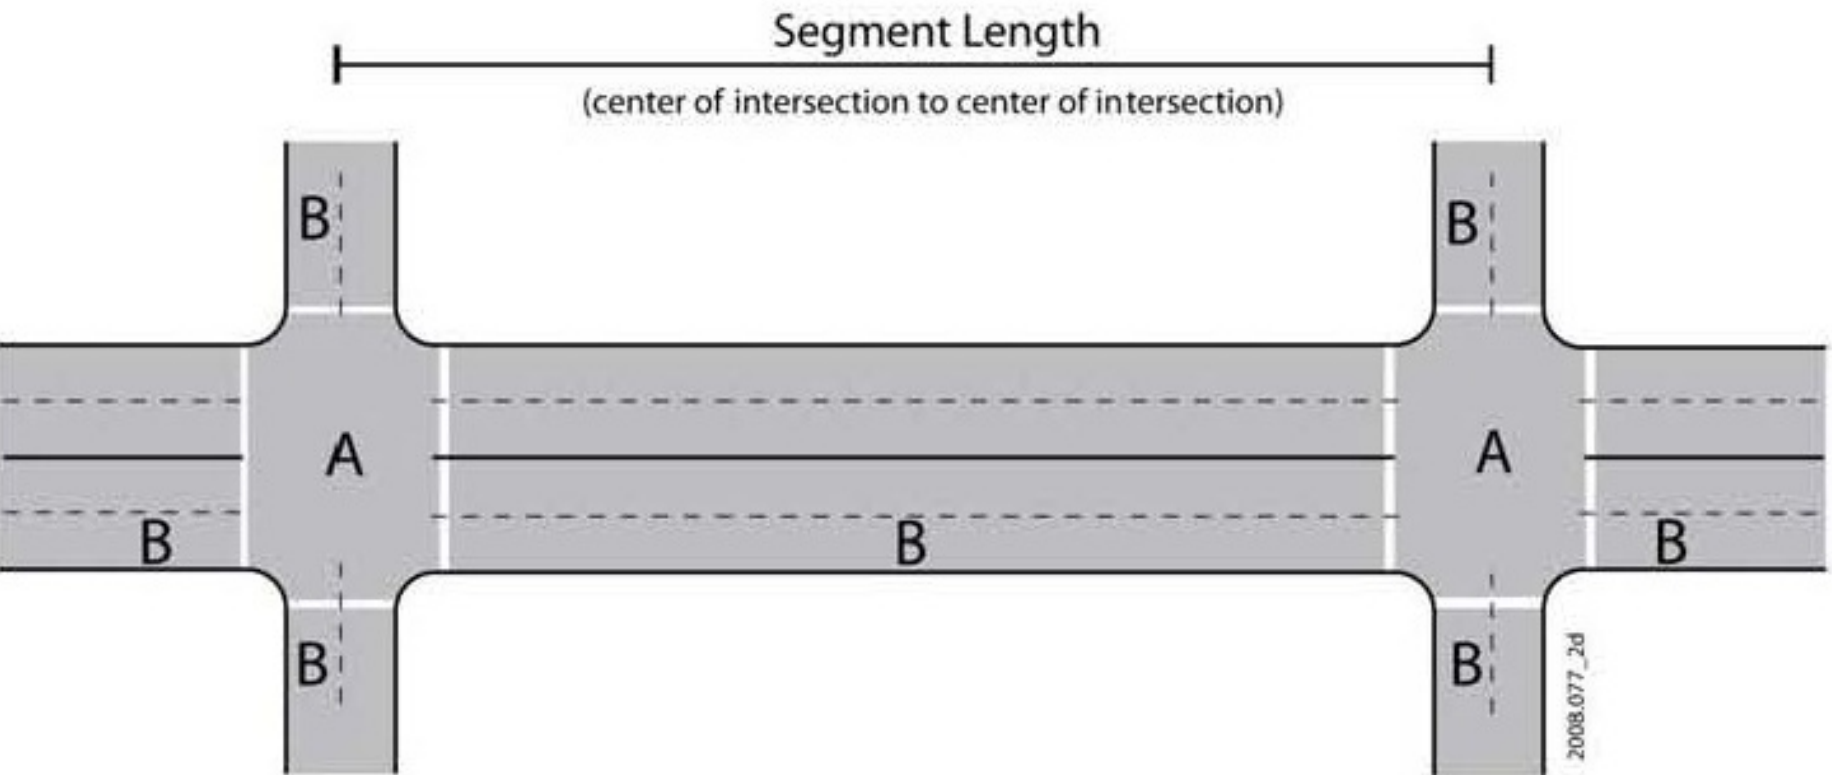 Segment Length
(center of intersection to center of intersection)
B
B
A
A
B
B
B
B
B
2008.077_2d